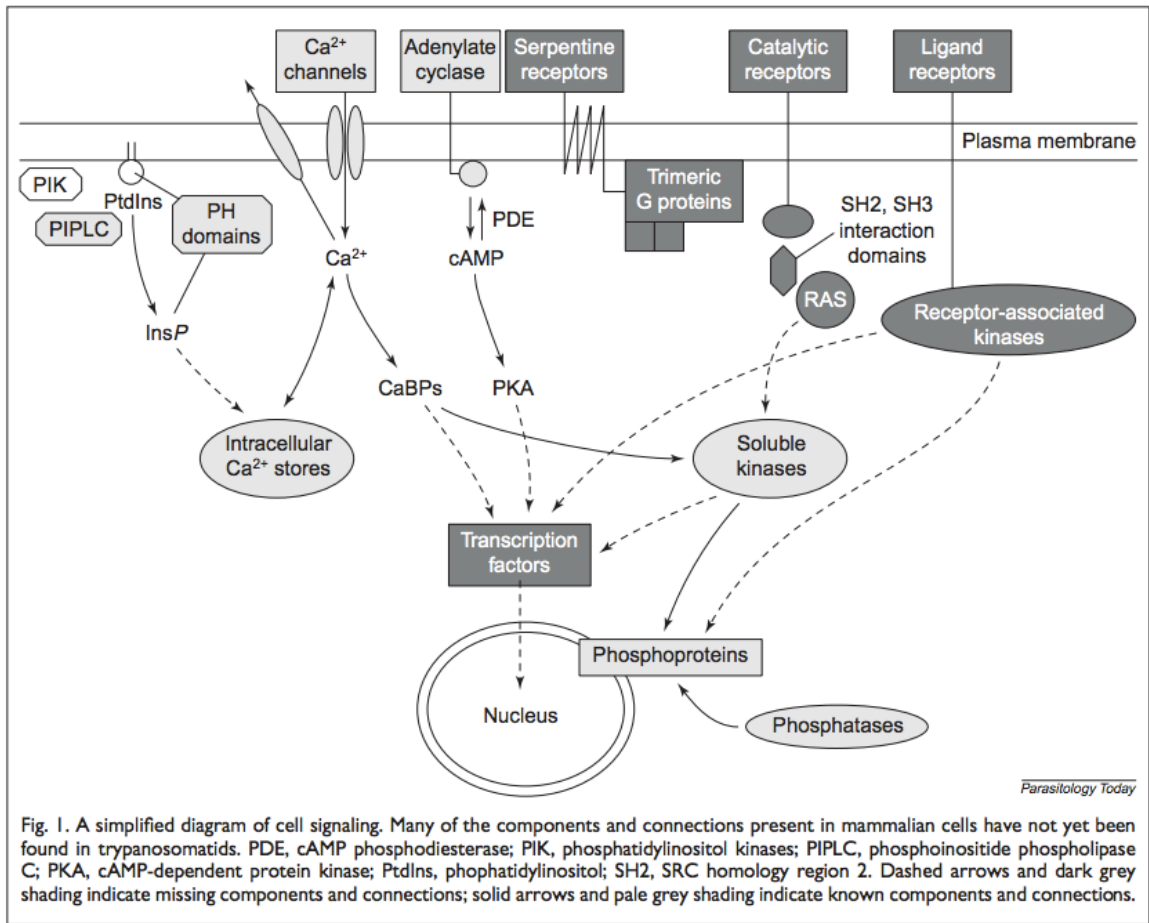 Ca²⁺
channels
Adenylate
cyclase
Serpentine
receptors
Catalytic
receptors
Ligand
receptors
Plasma membrane
PIK
PtdIns
PIPLC
PH
domains
Trimeric
G proteins
SH2, SH3
interaction
domains
PDE
Ca²⁺
cAMP
RAS
Receptor-associated
kinases
InsP
CaBPs
PKA
Intracellular
Ca²⁺ stores
Soluble
kinases
Transcription
factors
Phosphoproteins
Nucleus
Phosphatases
Parasitology Today
Fig. 1. A simplified diagram of cell signaling. Many of the components and connections present in mammalian cells have not yet been
found in trypanosomatids. PDE, cAMP phosphodiesterase; PIK, phosphatidylinositol kinases; PIPLC, phosphoinositide phospholipase
C; PKA, cAMP-dependent protein kinase; PtdIns, phophatidylinositol; SH2, SRC homology region 2. Dashed arrows and dark grey
shading indicate missing components and connections; solid arrows and pale grey shading indicate known components and connections.